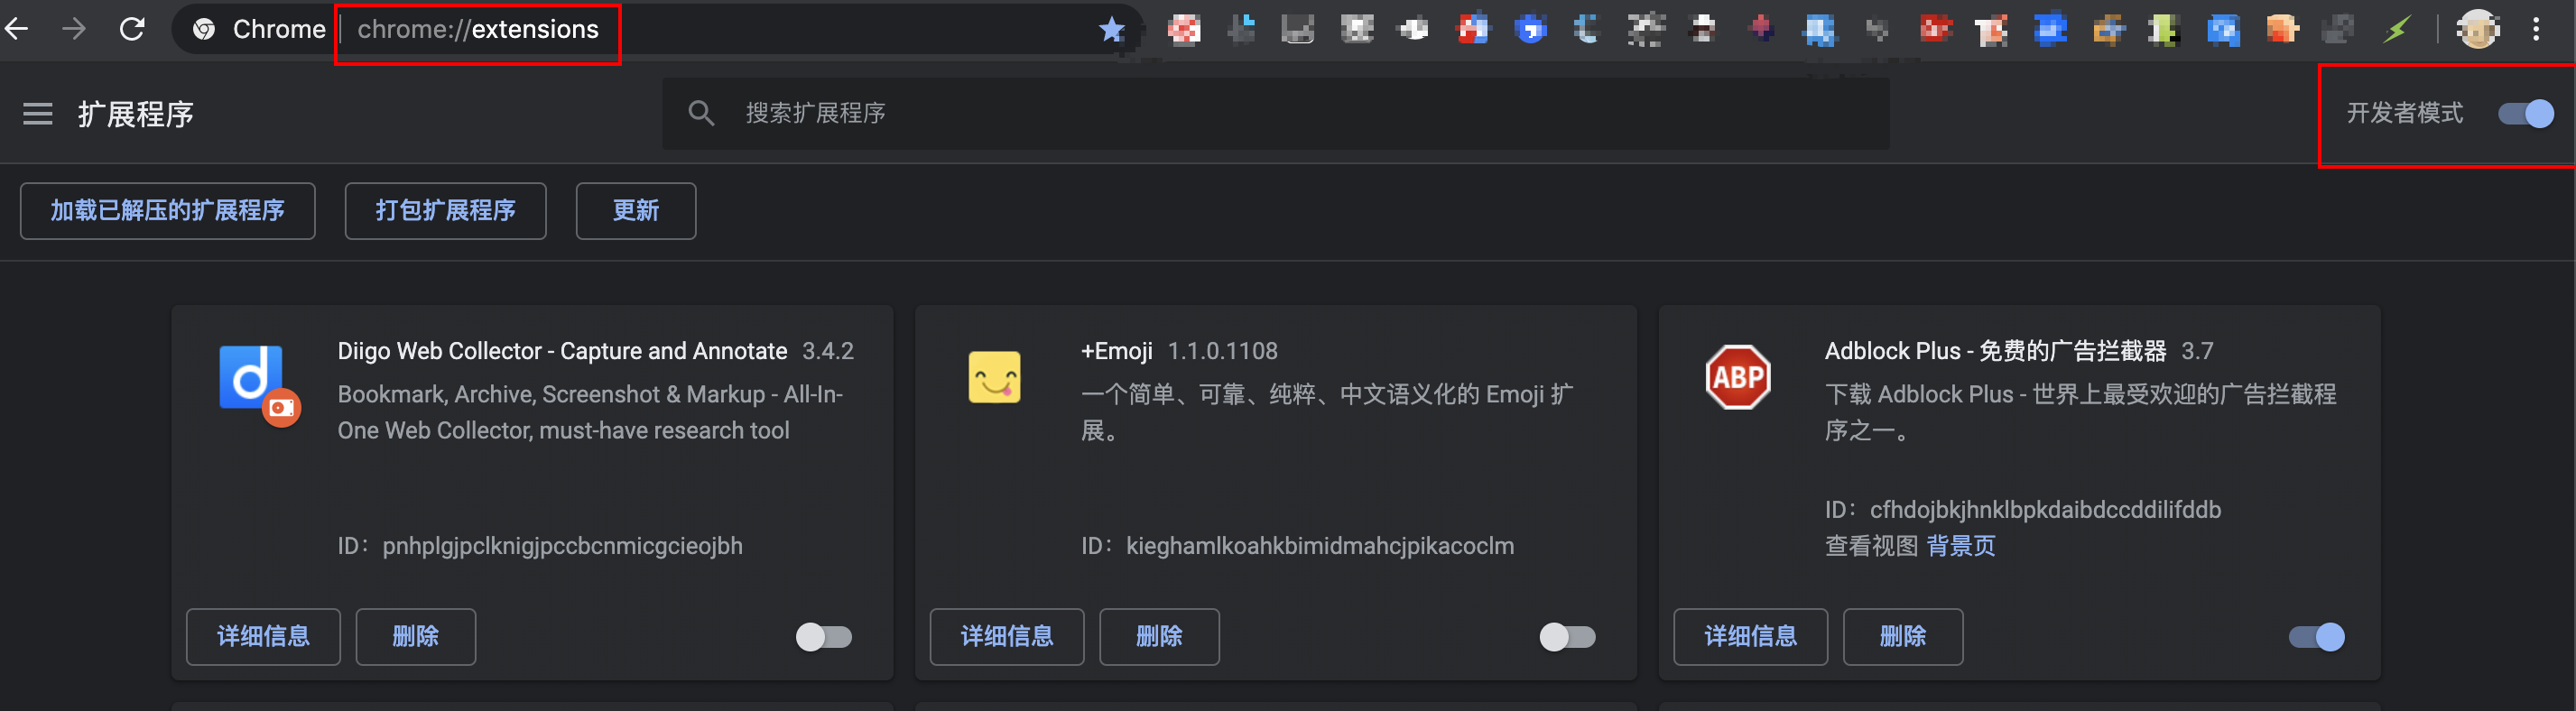 Chrome | chrome://extensions
扩展程序
搜索扩展程序
开发者模式
加载已解压的扩展程序
打包扩展程序
更新
Diigo Web Collector - Capture and Annotate 3.4.2
Bookmark, Archive, Screenshot & Markup - All-In-
One Web Collector, must-have research tool
ID：pnhplgjpclknigjpccbcnmicgcieojbh
详细信息
删除
+Emoji 1.1.0.1108
一个简单、可靠、纯粹、中文语义化的 Emoji 扩
展。
ID：kieghamlkoahkbimidmahcjpikacoclm
详细信息
删除
ABP
Adblock Plus - 免费的广告拦截器 3.7
下载 Adblock Plus - 世界上最受欢迎的广告拦截程
序之一。
ID：cfhdojbkjhnklbpkdaibdccddilifddb
查看视图 背景页
详细信息
删除